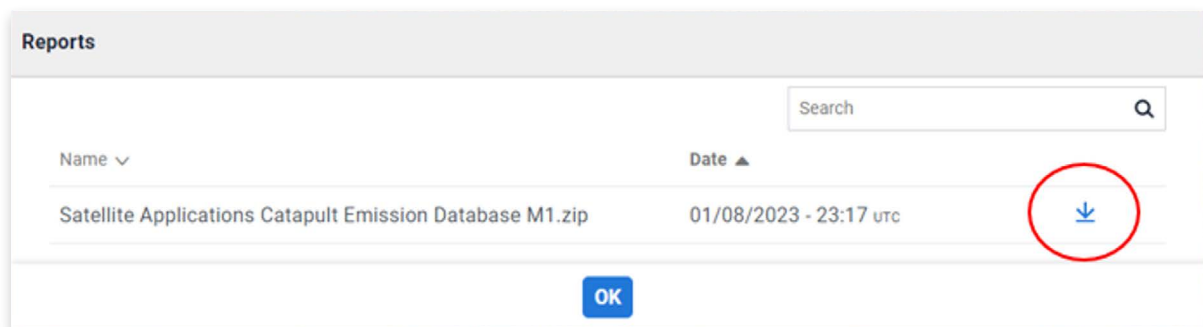 Reports
Search
Name Date
Satellite Applications Catapult Emission Database M1.zip 01/08/2023 - 23:17 UTC
OK